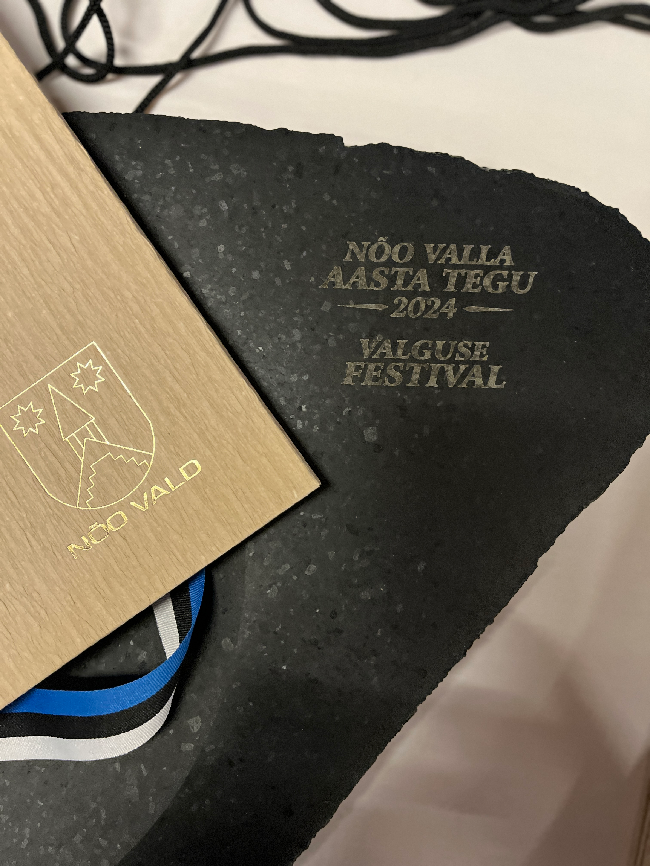 NÕO VALLA
AASTA TEGU
2024
VALGUSE
FESTIVAL
NÕO VALD